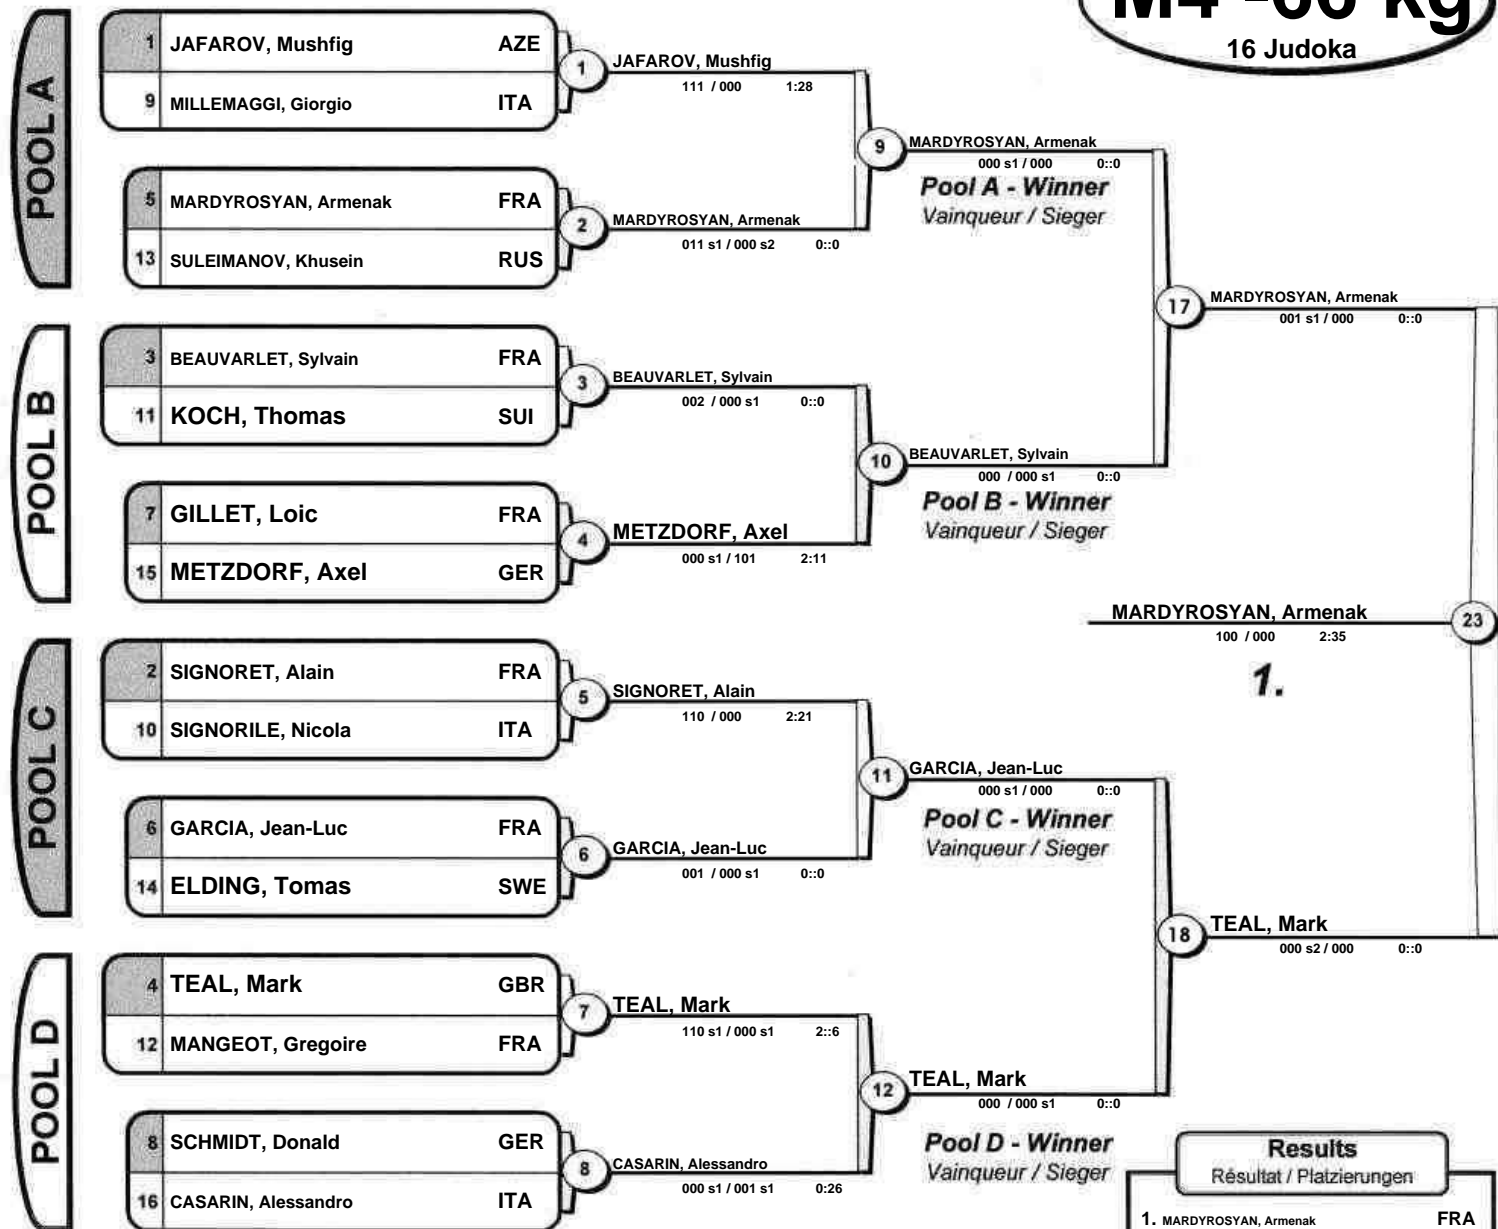 M4 -66 kg
16 Judoka
POOL A
1 JAFAROV, Mushfig AZE
9 MILLEMAGGI, Giorgio ITA
1
JAFAROV, Mushfig
111 / 000 1:28
5 MARDYROSYAN, Armenak FRA
13 SULEIMANOV, Khusein RUS
2
MARDYROSYAN, Armenak
011 s1 / 000 s2 0::0
9
MARDYROSYAN, Armenak
000 s1 / 000 0::0
Pool A - Winner
Vainqueur / Sieger
POOL B
3 BEAUVARLET, Sylvain FRA
11 KOCH, Thomas SUI
3
BEAUVARLET, Sylvain
002 / 000 s1 0::0
7 GILLET, Loic FRA
15 METZDORF, Axel GER
4
METZDORF, Axel
000 s1 / 101 2:11
10
BEAUVARLET, Sylvain
000 / 000 s1 0::0
Pool B - Winner
Vainqueur / Sieger
17
MARDYROSYAN, Armenak
001 s1 / 000 0::0
MARDYROSYAN, Armenak
100 / 000 2:35
23
1.
POOL C
2 SIGNORET, Alain FRA
10 SIGNORILE, Nicola ITA
5
SIGNORET, Alain
110 / 000 2:21
6 GARCIA, Jean-Luc FRA
14 ELDING, Tomas SWE
6
GARCIA, Jean-Luc
001 / 000 s1 0::0
11
GARCIA, Jean-Luc
000 s1 / 000 0::0
Pool C - Winner
Vainqueur / Sieger
18
TEAL, Mark
000 s2 / 000 0::0
POOL D
4 TEAL, Mark GBR
12 MANGEOT, Gregoire FRA
7
TEAL, Mark
110 s1 / 000 s1 2::6
8 SCHMIDT, Donald GER
16 CASARIN, Alessandro ITA
8
CASARIN, Alessandro
000 s1 / 001 s1 0:26
12
TEAL, Mark
000 / 000 s1 0::0
Pool D - Winner
Vainqueur / Sieger
Results
Résultat / Platzierungen
1. MARDYROSYAN, Armenak FRA